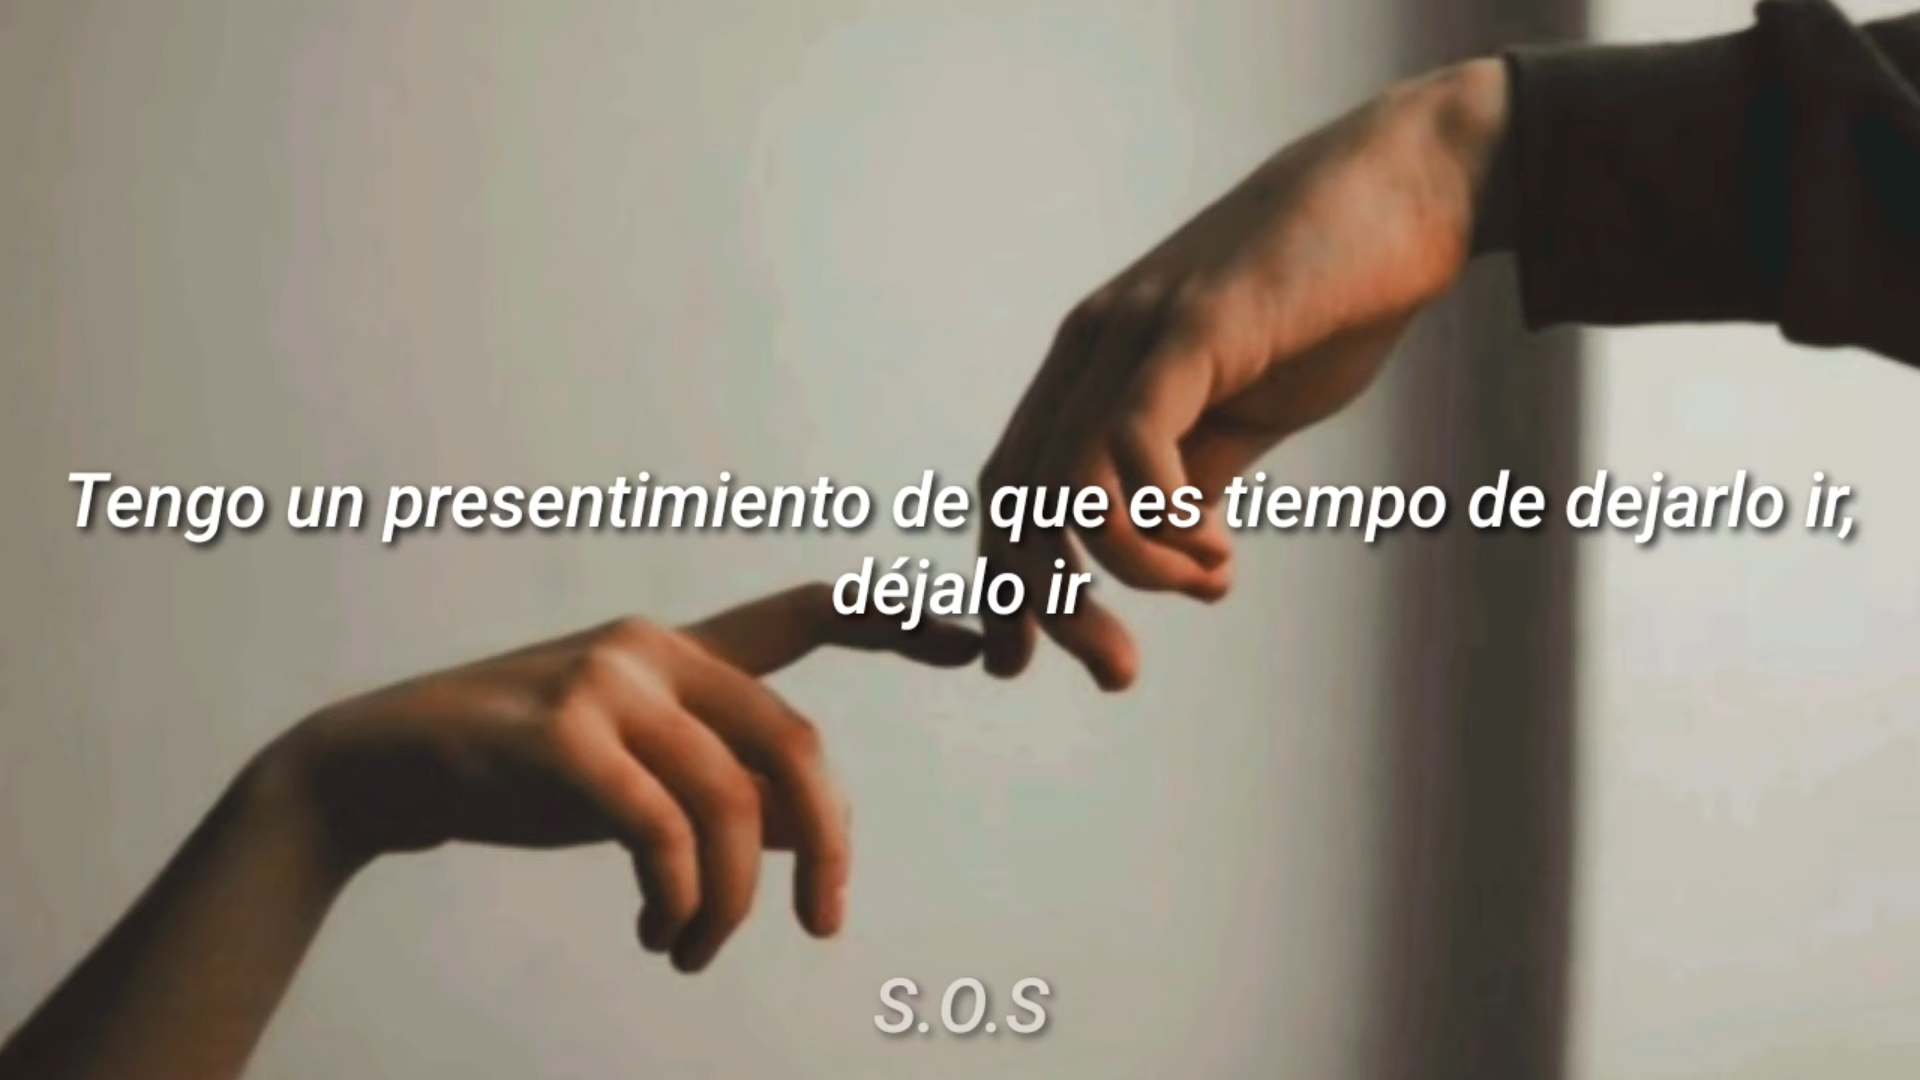 Tengo un presentimiento de que es tiempo de dejarlo ir,
déjalo ir
S.O.S